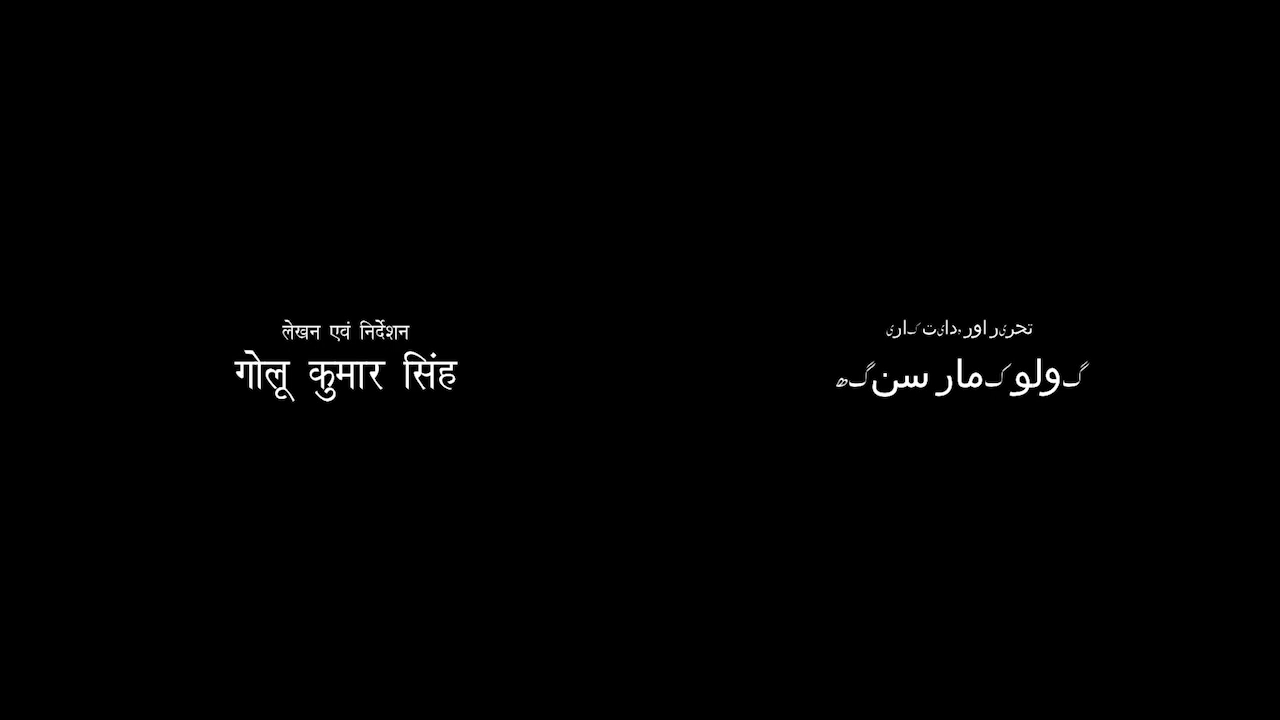 लेखन एवं निर्देशन
गोलू कुमार सिंह
تحریر اور ہدایت کاری
گولو کمار سنگھ